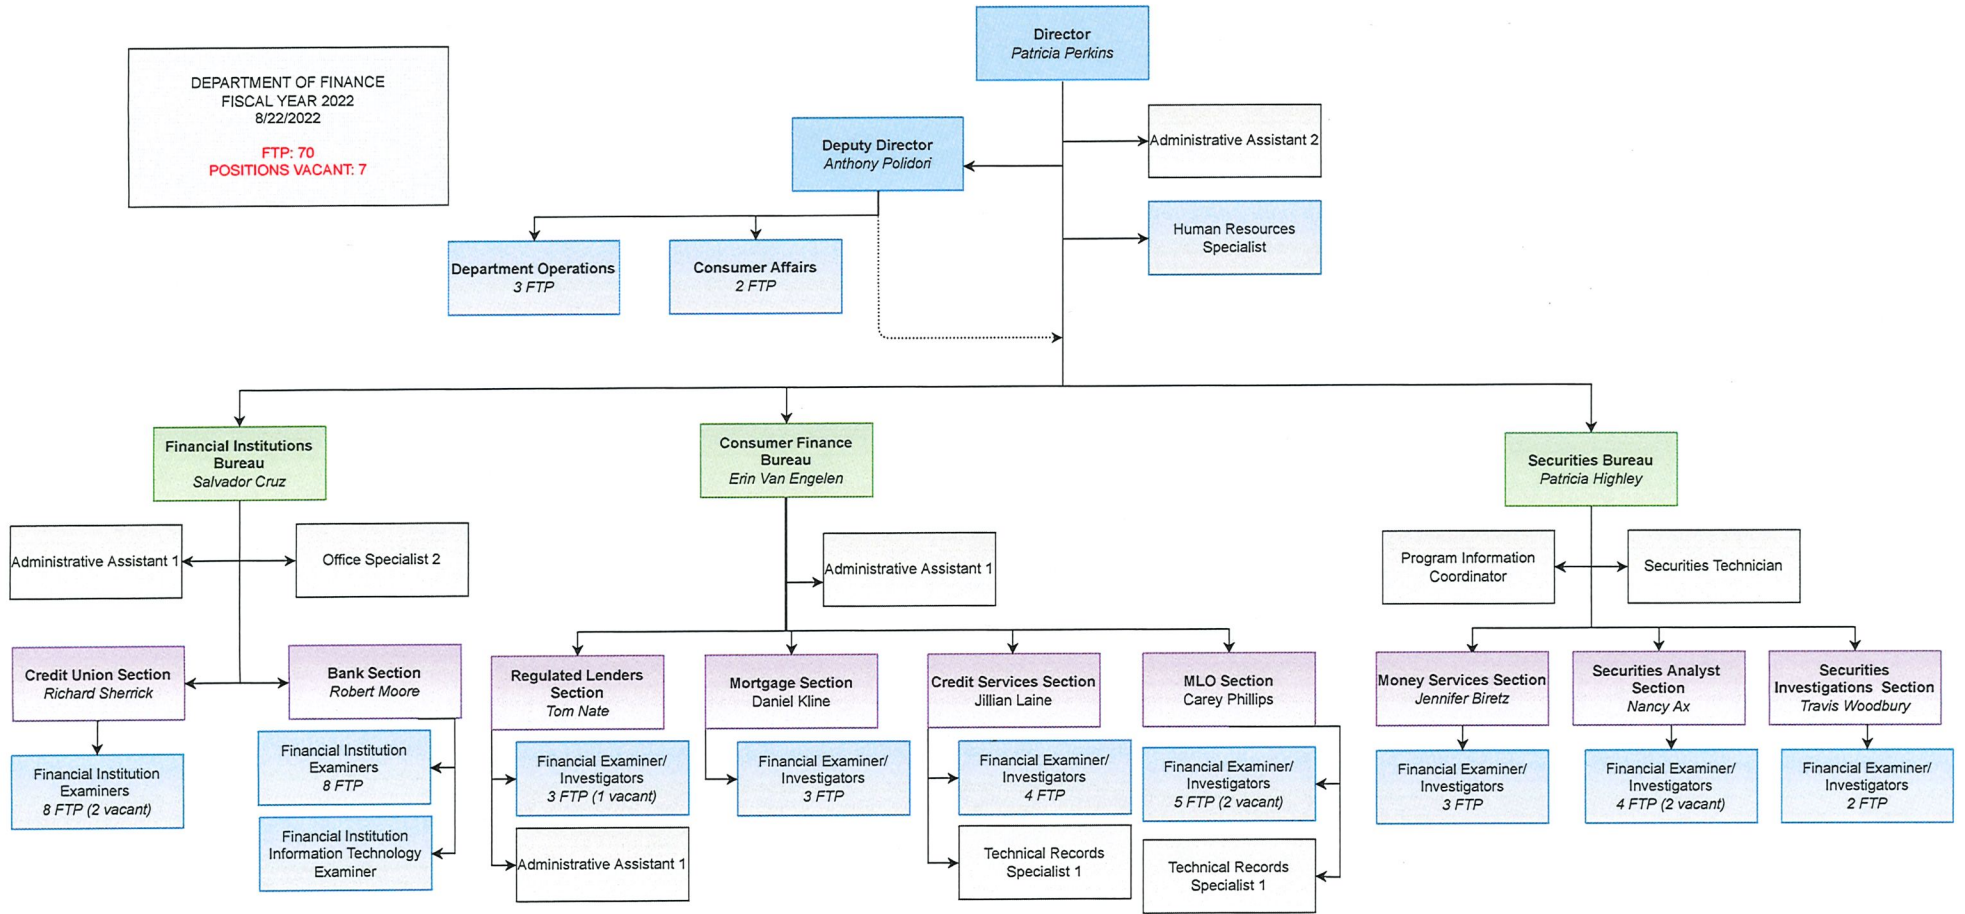 DEPARTMENT OF FINANCE
FISCAL YEAR 2022
8/22/2022
FTP: 70
POSITIONS VACANT: 7
Director
Patricia Perkins
Deputy Director
Anthony Polidori
Administrative Assistant 2
Human Resources
Specialist
Department Operations
3 FTP
Consumer Affairs
2 FTP
Financial Institutions
Bureau
Salvador Cruz
Consumer Finance
Bureau
Erin Van Engelen
Securities Bureau
Patricia Highley
Administrative Assistant 1
Office Specialist 2
Administrative Assistant 1
Program Information
Coordinator
Securities Technician
Credit Union Section
Richard Sherrick
Bank Section
Robert Moore
Regulated Lenders
Section
Tom Nate
Mortgage Section
Daniel Kline
Credit Services Section
Jillian Laine
MLO Section
Carey Phillips
Money Services Section
Jennifer Biretz
Securities Analyst
Section
Nancy Ax
Securities
Investigations Section
Travis Woodbury
Financial Institution
Examiners
8 FTP (2 vacant)
Financial Institution
Examiners
8 FTP
Financial Institution
Information Technology
Examiner
Financial Examiner/
Investigators
3 FTP (1 vacant)
Administrative Assistant 1
Financial Examiner/
Investigators
3 FTP
Financial Examiner/
Investigators
4 FTP
Technical Records
Specialist 1
Financial Examiner/
Investigators
5 FTP (2 vacant)
Technical Records
Specialist 1
Financial Examiner/
Investigators
3 FTP
Financial Examiner/
Investigators
4 FTP (2 vacant)
Financial Examiner/
Investigators
2 FTP